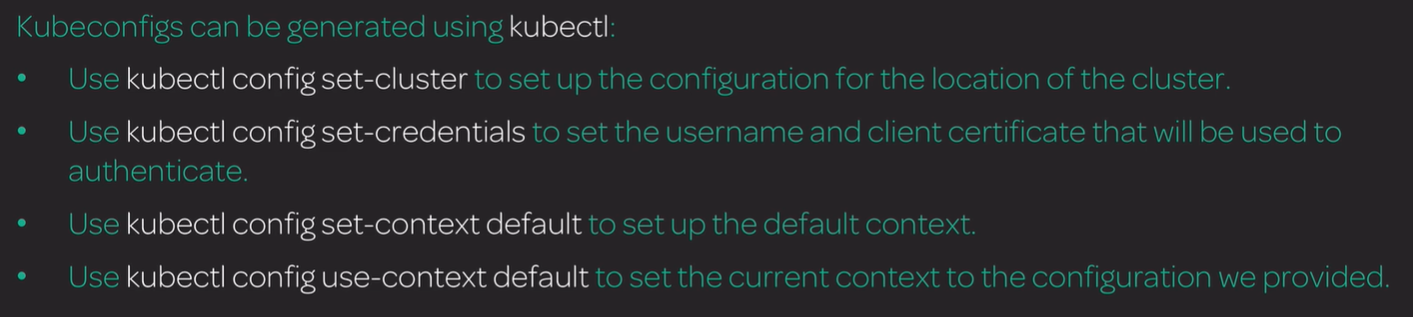 Kubeconfigs can be generated using kubectl:
• Use kubectl config set-cluster to set up the configuration for the location of the cluster.
• Use kubectl config set-credentials to set the username and client certificate that will be used to
authenticate.
• Use kubectl config set-context default to set up the default context.
• Use kubectl config use-context default to set the current context to the configuration we provided.